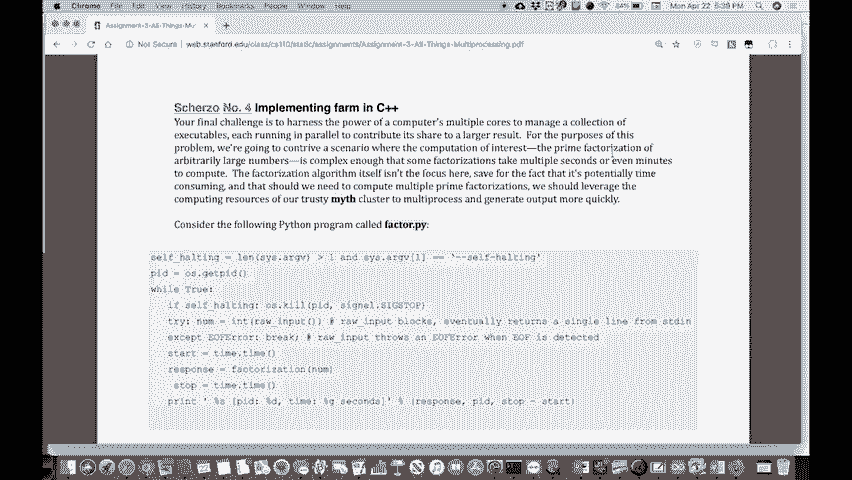 Chrome File Edit View History Bookmarks People Window Help 84% Mon Apr 22 5:39 PM
Assignment-3-All-Things-Mu
Not Secure | web.stanford.edu/class/cs110/static/assignments/Assignment-3-All-Things-Multiprocessing.pdf
Scherzo No. 4 Implementing farm in C++
Your final challenge is to harness the power of a computer's multiple cores to manage a collection of
executables, each running in parallel to contribute its share to a larger result. For the purposes of this
problem, we're going to contrive a scenario where the computation of interest—the prime factorization of
arbitrarily large numbers—is complex enough that some factorizations take multiple seconds or even minutes
to compute. The factorization algorithm itself isn't the focus here, save for the fact that it's potentially time
consuming, and that should we need to compute multiple prime factorizations, we should leverage the
computing resources of our trusty myth cluster to multiprocess and generate output more quickly.
Consider the following Python program called factor.py:
self_halting = len(sys.argv) > 1 and sys.argv[1] == '--self-halting'
pid = os.getpid()
while True:
if self_halting: os.kill(pid, signal.SIGSTOP)
try: num = int(raw_input()) # raw_input blocks, eventually returns a single line from stdin
except EOFError: break; # raw_input throws an EOFError when EOF is detected
start = time.time()
response = factorization(num)
stop = time.time()
print ' %s [pid: %d, time: %g seconds]' % (response, pid, stop - start)